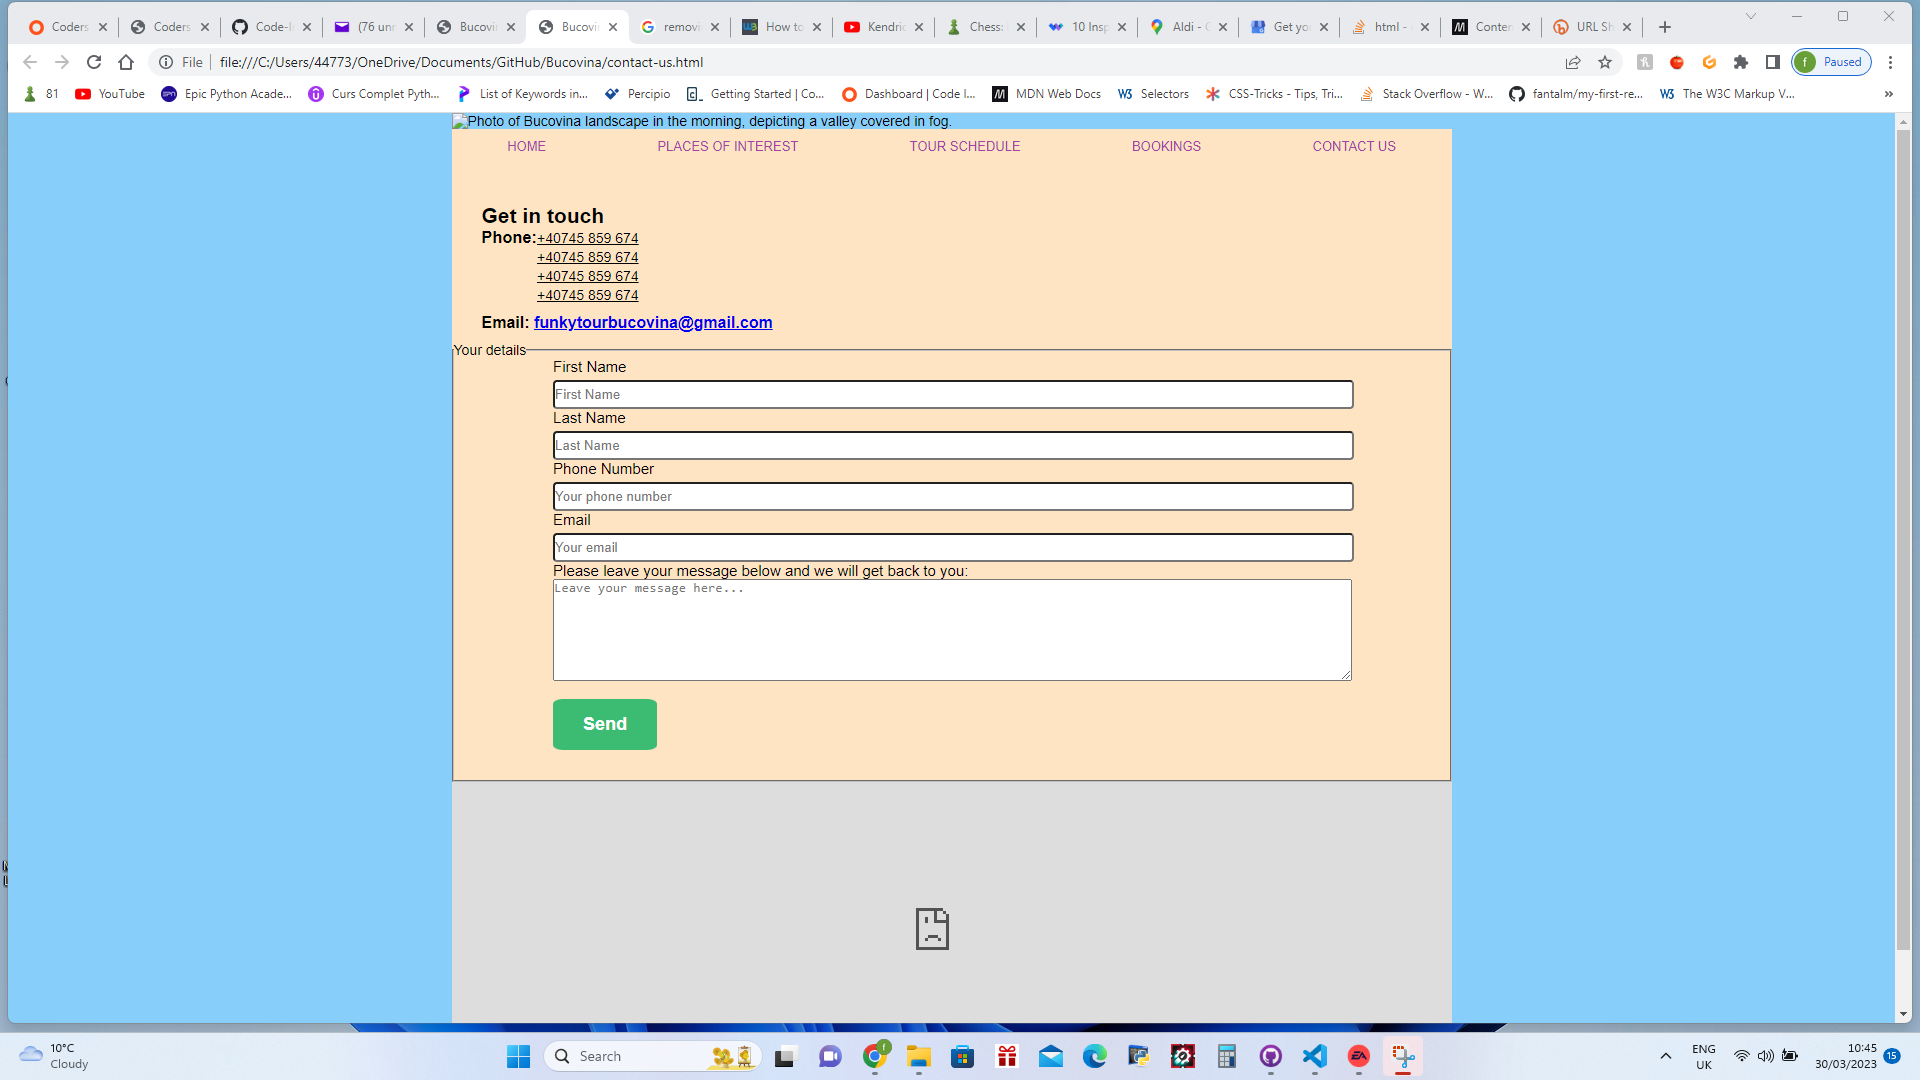 Coders
Coders
Code-I
(76 unr
Bucovi
Bucovi
removi
How to
Kendri
Chess:
10 Insp
Aldi - G
Get yo
html -
Conten
URL Sh
File
file:///C:/Users/44773/OneDrive/Documents/GitHub/Bucovina/contact-us.html
f Paused
81
YouTube
Epic Python Acade...
Curs Complet Pyth...
List of Keywords in...
Percipio
Getting Started | Co...
Dashboard | Code I...
MDN Web Docs
Selectors
CSS-Tricks - Tips, Tri...
Stack Overflow - W...
fantalm/my-first-re...
The W3C Markup V...
Photo of Bucovina landscape in the morning, depicting a valley covered in fog.
HOME PLACES OF INTEREST TOUR SCHEDULE BOOKINGS CONTACT US
Get in touch
Phone:+40745 859 674
+40745 859 674
+40745 859 674
+40745 859 674
Email: funkytourbucovina@gmail.com
Your details
First Name
First Name
Last Name
Last Name
Phone Number
Your phone number
Email
Your email
Please leave your message below and we will get back to you:
Leave your message here...
Send
10°C
Cloudy
Search
ENG
UK
10:45
30/03/2023
15